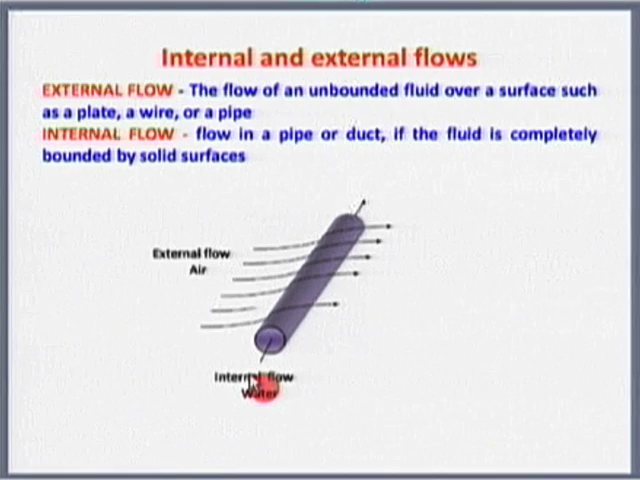 Internal and external flows
EXTERNAL FLOW - The flow of an unbounded fluid over a surface such
as a plate, a wire, or a pipe
INTERNAL FLOW - flow in a pipe or duct, if the fluid is completely
bounded by solid surfaces
External flow
Air
Internal flow
Water